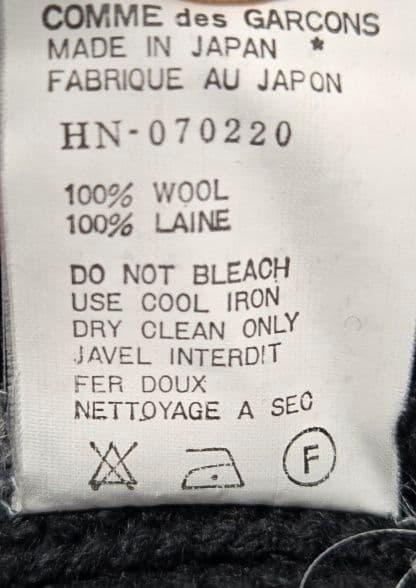 COMME des GARCONS
MADE IN JAPAN *
FABRIQUE AU JAPON
HN-070220
100% WOOL
100% LAINE
DO NOT BLEACH
USE COOL IRON
DRY CLEAN ONLY
JAVEL INTERDIT
FER DOUX
NETTOYAGE A SEC
F